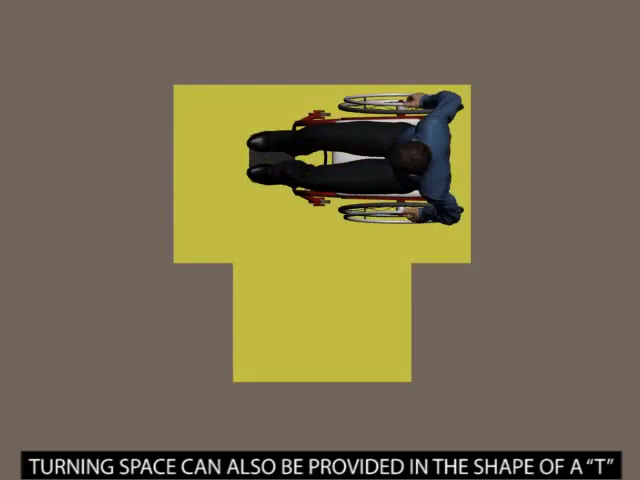 TURNING SPACE CAN ALSO BE PROVIDED IN THE SHAPE OF A “T”